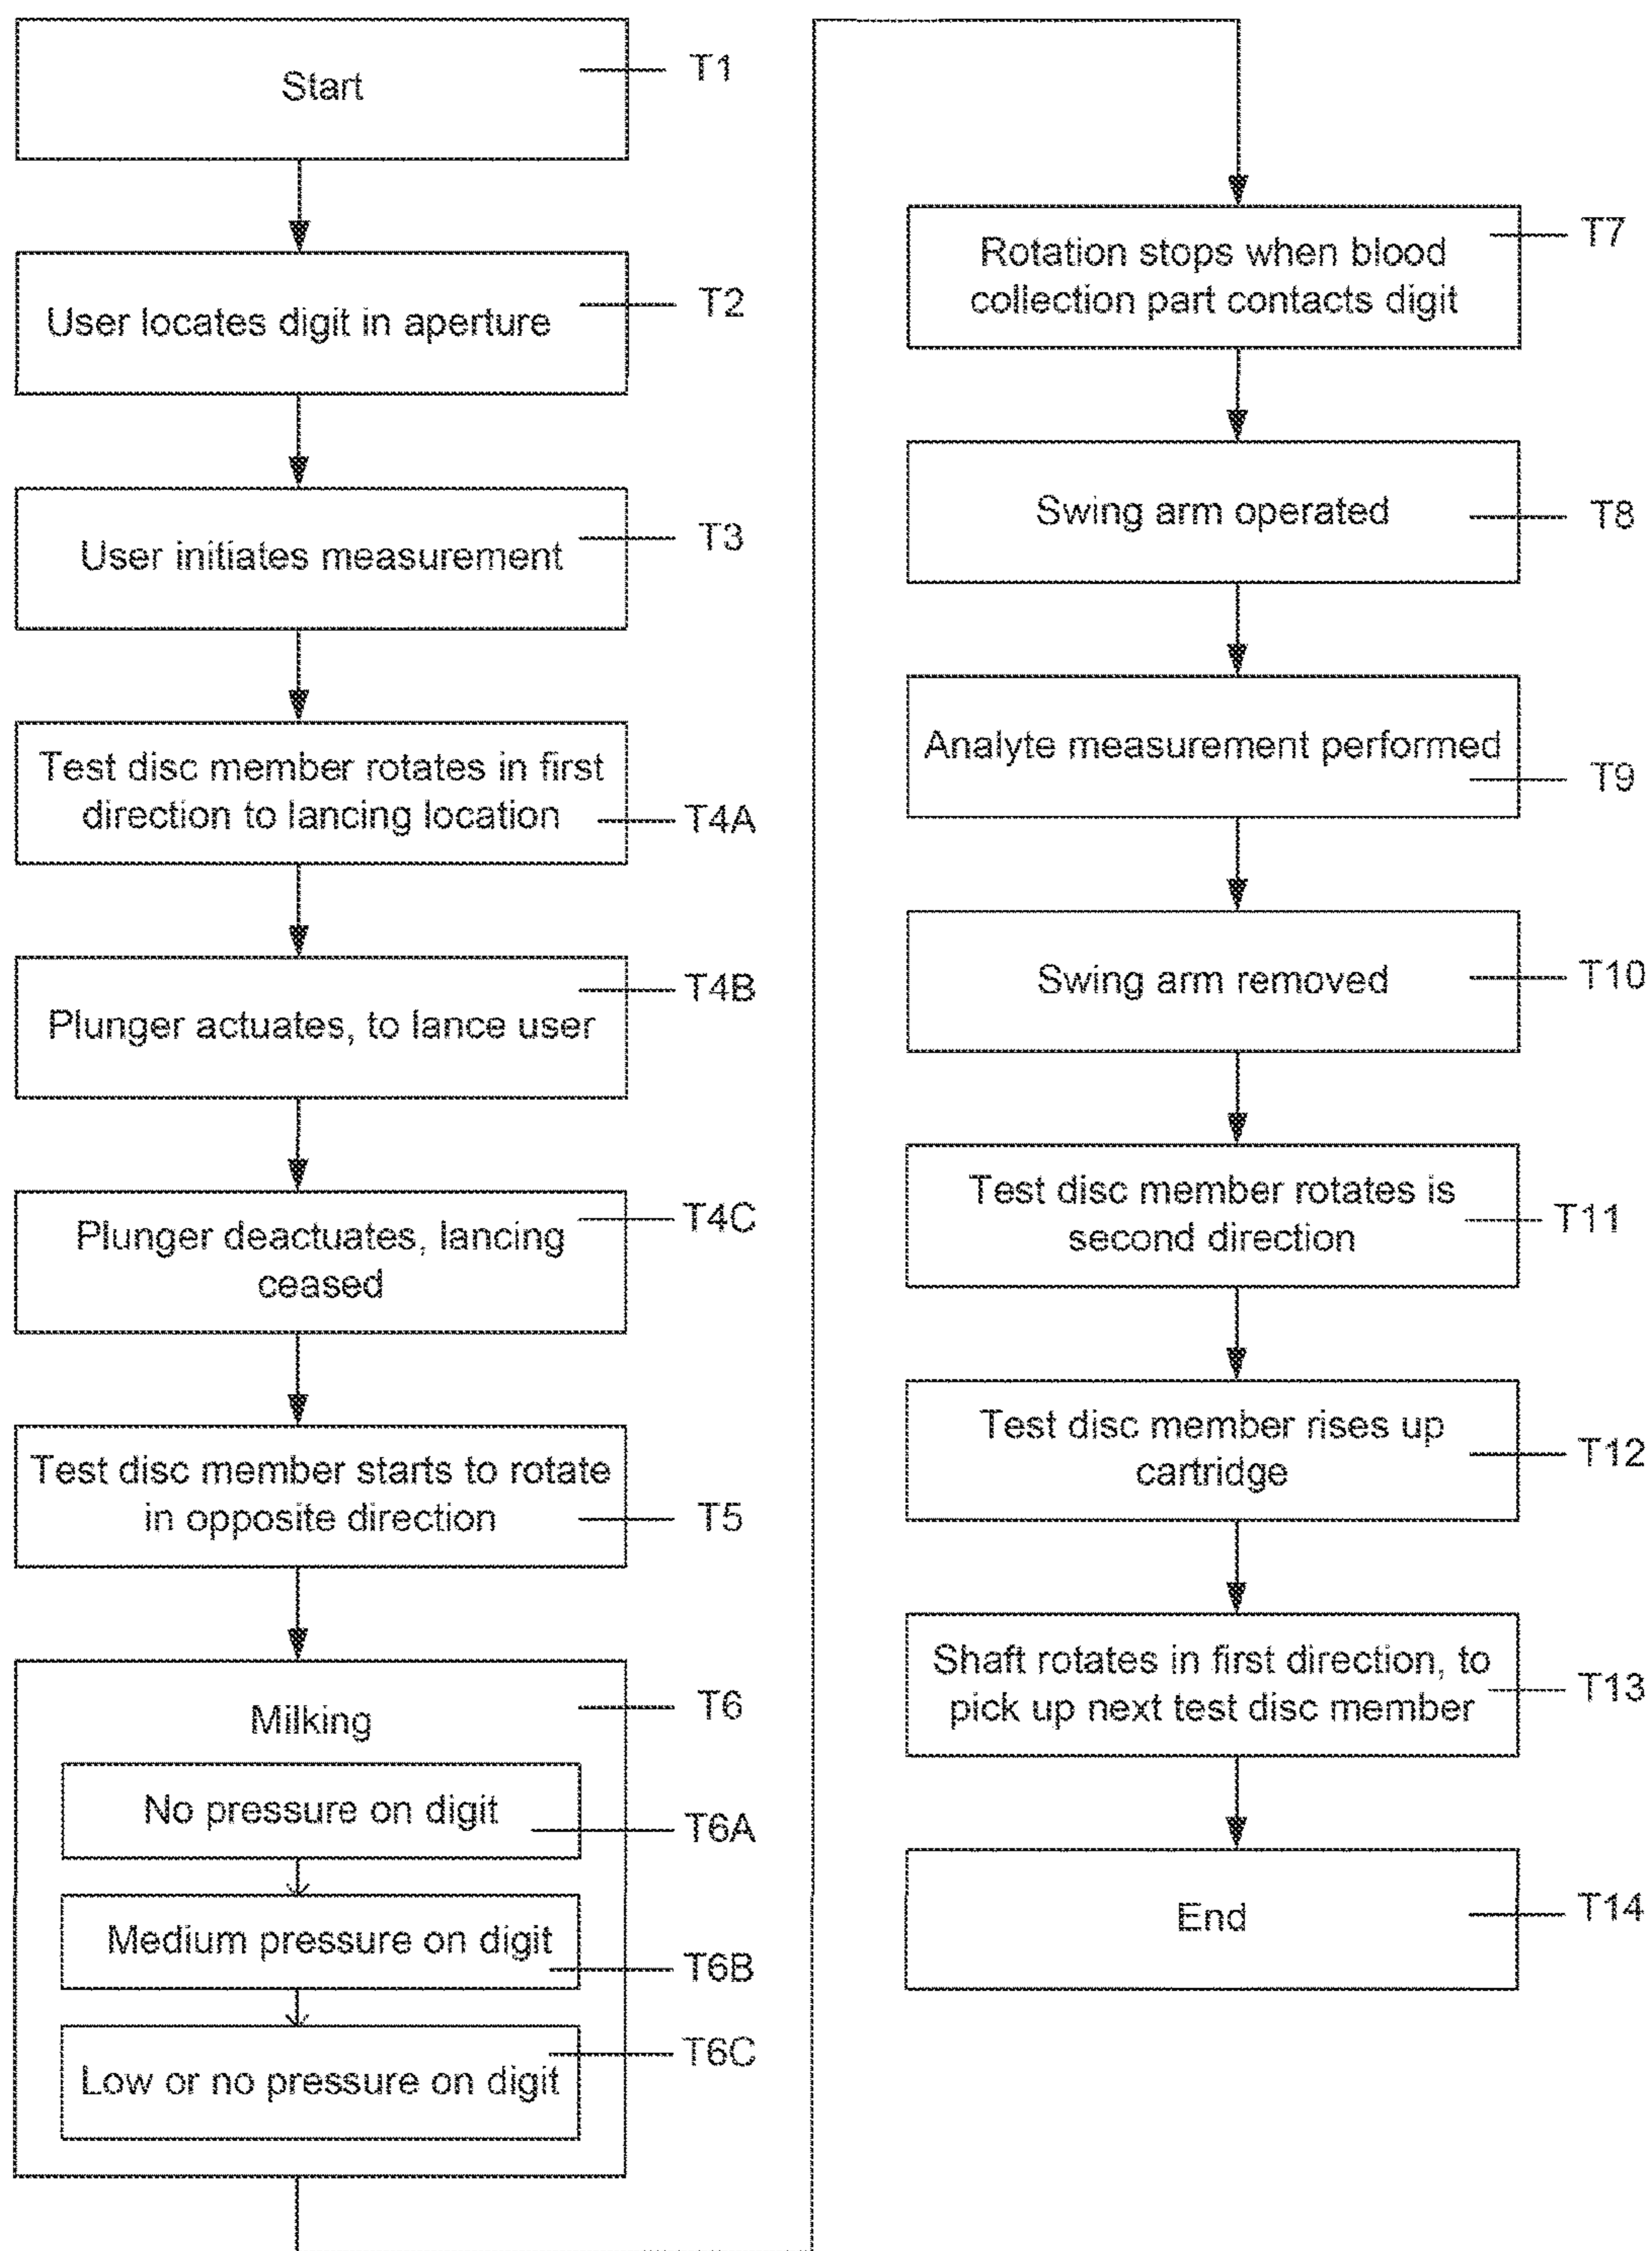 Start
T1
User locates digit in aperture
T2
User initiates measurement
T3
Test disc member rotates in first
direction to lancing location
T4A
Plunger actuates, to lance user
T4B
Plunger deactuates, lancing
ceased
T4C
Test disc member starts to rotate
in opposite direction
T5
Milking
T6
No pressure on digit
T6A
Medium pressure on digit
T6B
Low or no pressure on digit
T6C
Rotation stops when blood
collection part contacts digit
T7
Swing arm operated
T8
Analyte measurement performed
T9
Swing arm removed
T10
Test disc member rotates is
second direction
T11
Test disc member rises up
cartridge
T12
Shaft rotates in first direction, to
pick up next test disc member
T13
End
T14